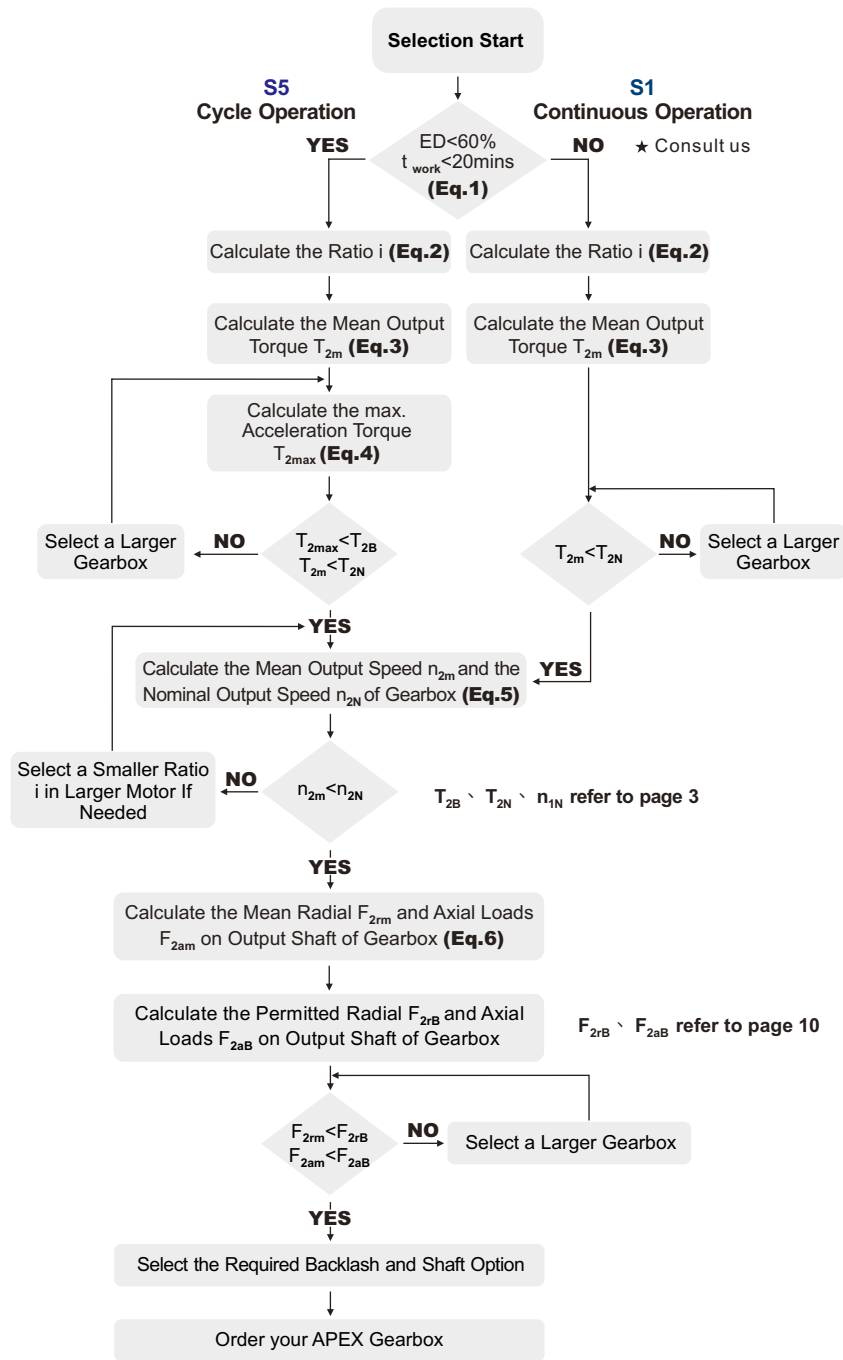 Selection Start
S5
Cycle Operation
S1
Continuous Operation
YES
ED<60%
t work<20mins
(Eq.1)
NO
★ Consult us
Calculate the Ratio i (Eq.2)
Calculate the Ratio i (Eq.2)
Calculate the Mean Output
Torque T2m (Eq.3)
Calculate the Mean Output
Torque T2m (Eq.3)
Calculate the max.
Acceleration Torque
T2max (Eq.4)
Select a Larger
Gearbox
NO
T2max<T2B
T2m<T2N
T2m<T2N
NO
Select a Larger
Gearbox
YES
Calculate the Mean Output Speed n2m and the
Nominal Output Speed n2N of Gearbox (Eq.5)
YES
Select a Smaller Ratio
i in Larger Motor If
Needed
NO
n2m<n2N
T2B、T2N、n1N refer to page 3
YES
Calculate the Mean Radial F2rm and Axial Loads
F2am on Output Shaft of Gearbox (Eq.6)
Calculate the Permitted Radial F2rB and Axial
Loads F2aB on Output Shaft of Gearbox
F2rB、F2aB refer to page 10
F2rm<F2rB
F2am<F2aB
NO
Select a Larger Gearbox
YES
Select the Required Backlash and Shaft Option
Order your APEX Gearbox